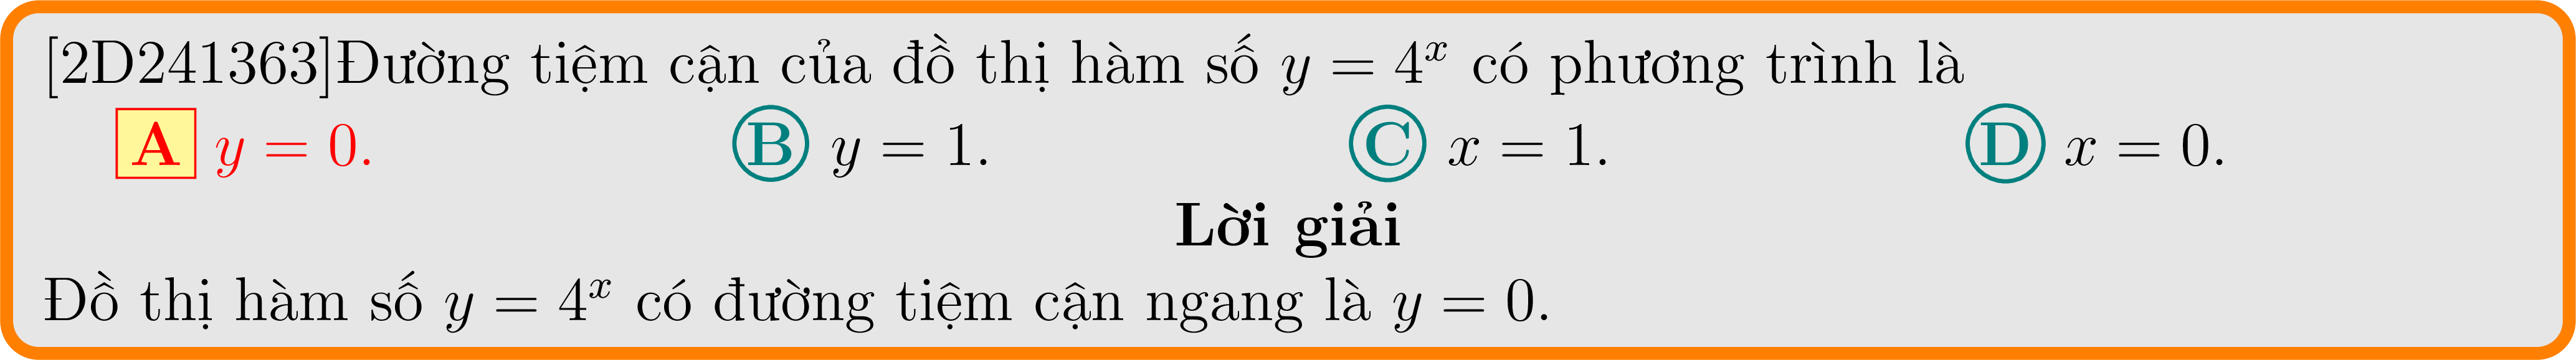 [2D241363]Đường tiệm cận của đồ thị hàm số y = 4^x có phương trình là
A y = 0. B y = 1. C x = 1. D x = 0.
Lời giải
Đồ thị hàm số y = 4^x có đường tiệm cận ngang là y = 0.